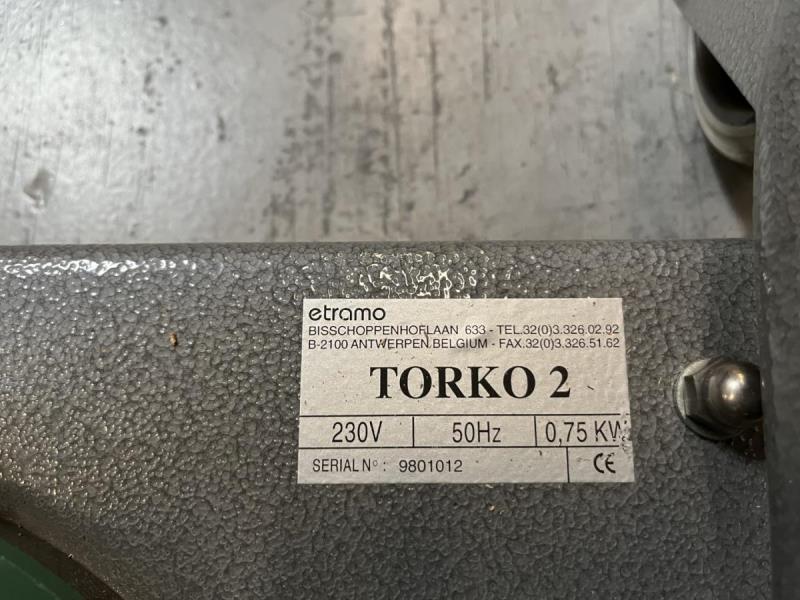 etramo
BISSCHOPPENHOFLAAN 633 - TEL.32(0)3.326.02.92
B-2100 ANTWERPEN.BELGIUM - FAX.32(0)3.326.51.62
TORKO 2
230V 50Hz 0,75 KW
SERIAL N° : 9801012 CE